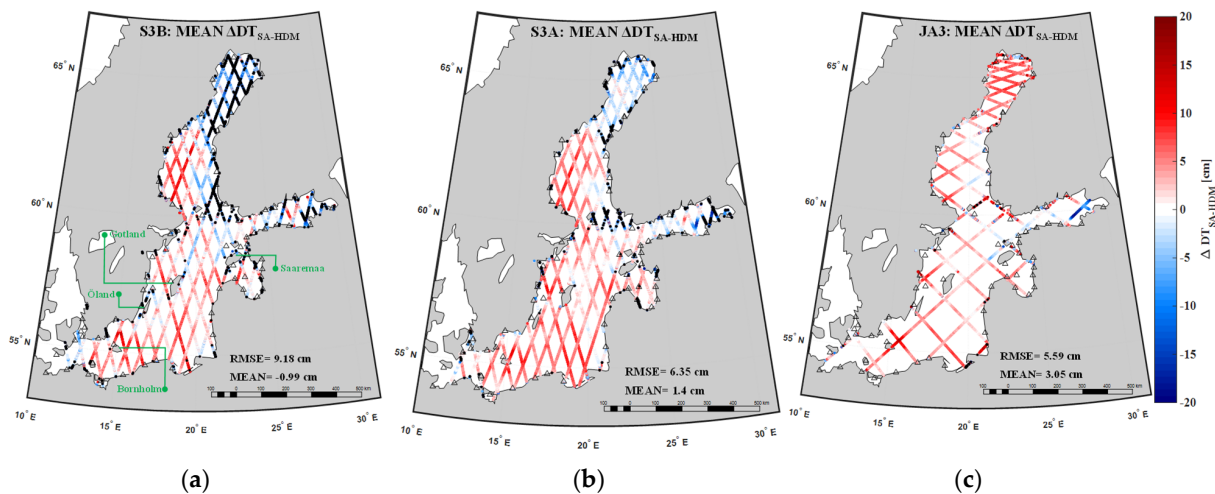 S3B: MEAN ΔDT_SA-HDM
65° N
60° N
55° N
10° E
15° E
20° E
25° E
30° E
Gotland
Öland
Saaremaa
Bornholm
RMSE= 9.18 cm
MEAN= -0.99 cm
100 0 100 200 300 400 500 km
(a)
S3A: MEAN ΔDT_SA-HDM
65° N
60° N
55° N
10° E
15° E
20° E
25° E
30° E
RMSE= 6.35 cm
MEAN= 1.4 cm
100 0 100 200 300 400 500 km
(b)
JA3: MEAN ΔDT_SA-HDM
65° N
60° N
55° N
10° E
15° E
20° E
25° E
30° E
RMSE= 5.59 cm
MEAN= 3.05 cm
100 0 100 200 300 400 500 km
(c)
20
15
10
5
0
-5
-10
-15
-20
Δ DT_SA-HDM [cm]